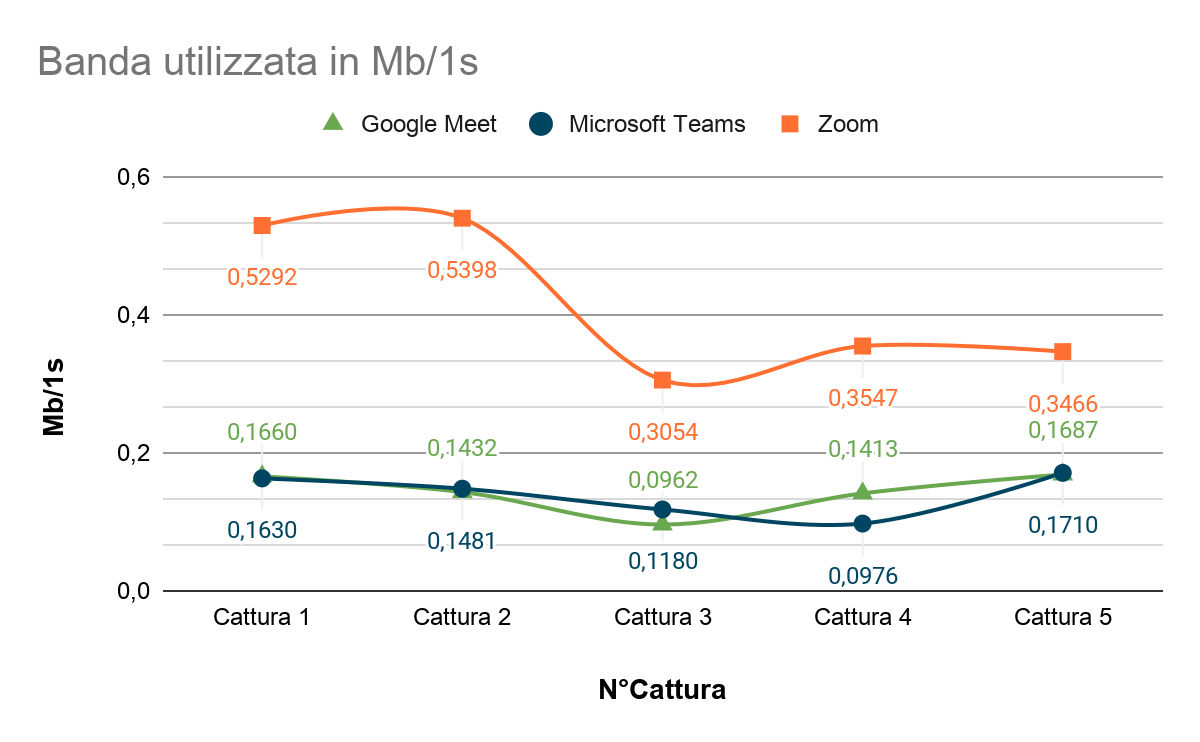 Banda utilizzata in Mb/1s
Google Meet Microsoft Teams Zoom
0,6
0,5292 0,5398
0,4
0,3547 0,3466
0,1660 0,3054 0,1687
0,2 0,1432 0,1413
0,0962
0,1630 0,1481 0,1710
0,1180 0,0976
0,0
Cattura 1 Cattura 2 Cattura 3 Cattura 4 Cattura 5
Mb/1s
N°Cattura